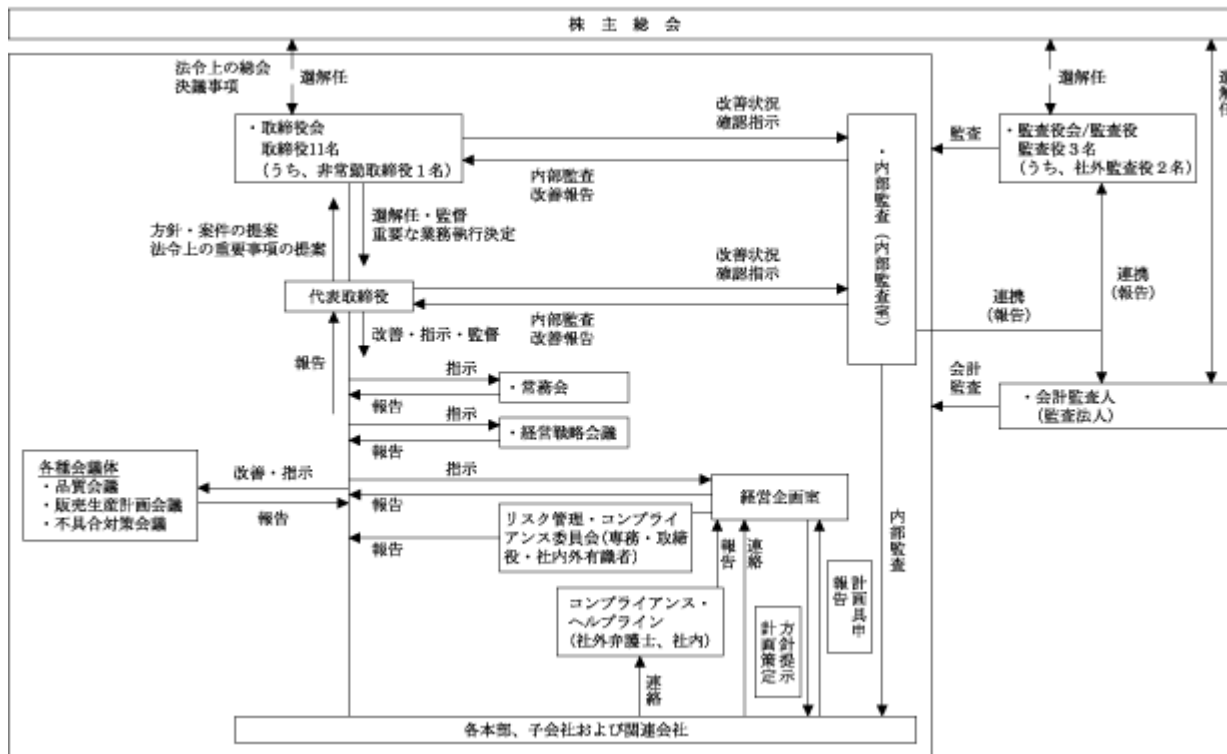 株主総会
法令上の総会
決議事項
選解任
選解任
選解任
・取締役会
取締役11名
(うち、非常勤取締役1名)
改善状況
確認指示
内部監査
改善報告
・内部監査(内部監査室)
監査
・監査役会/監査役
監査役3名
(うち、社外監査役2名)
方針・案件の提案
法令上の重要事項の提案
選解任・監督
重要な業務執行決定
代表取締役
改善状況
確認指示
内部監査
改善報告
連携
(報告)
連携
(報告)
改善・指示・監督
報告
指示
・常務会
報告
指示
・経営戦略会議
報告
会計
監査
・会計監査人
(監査法人)
各種会議体
・品質会議
・販売生産計画会議
・不具合対策会議
改善・指示
報告
指示
報告
経営企画室
リスク管理・コンプライ
アンス委員会(専務・取締
役・社内外有識者)
報告
報告
連絡
内部監査
コンプライアンス・
ヘルプライン
(社外弁護士、社内)
連絡
方針提示
計画策定
計画具申
報告
各本部、子会社および関連会社